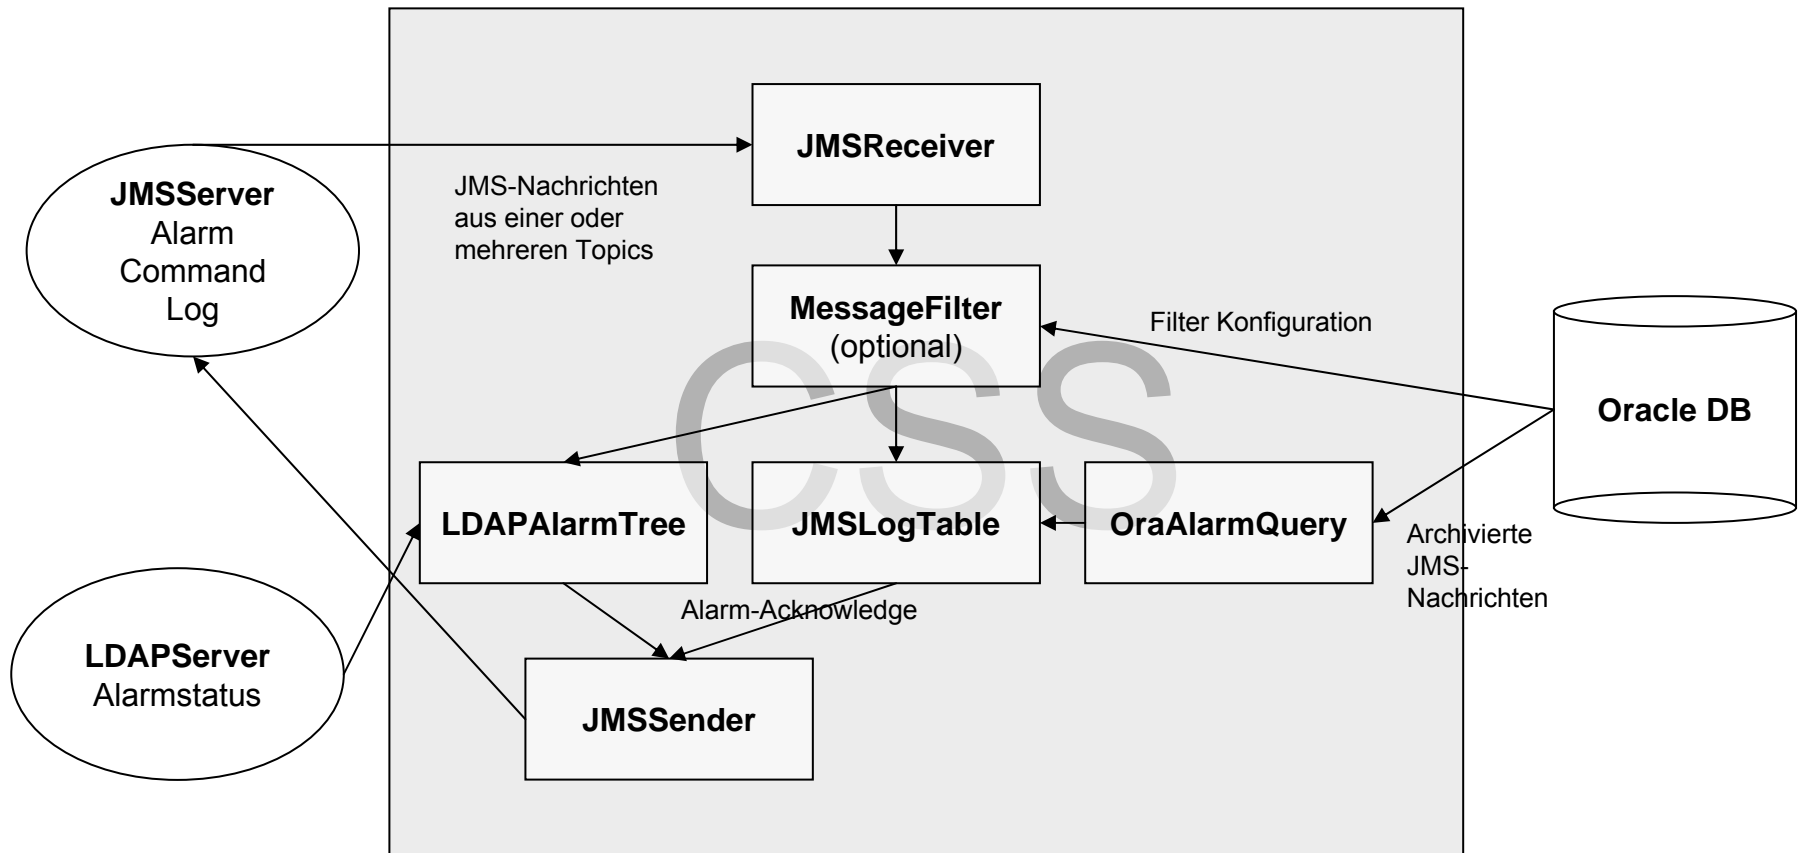 JMSReceiver
JMSServer
Alarm
Command
Log
JMS-Nachrichten
aus einer oder
mehreren Topics
MessageFilter
(optional)
Filter Konfiguration
Oracle DB
CSS
LDAPAlarmTree
JMSLogTable
OraAlarmQuery
Archivierte
JMS-
Nachrichten
Alarm-Acknowledge
LDAPServer
Alarmstatus
JMSSender